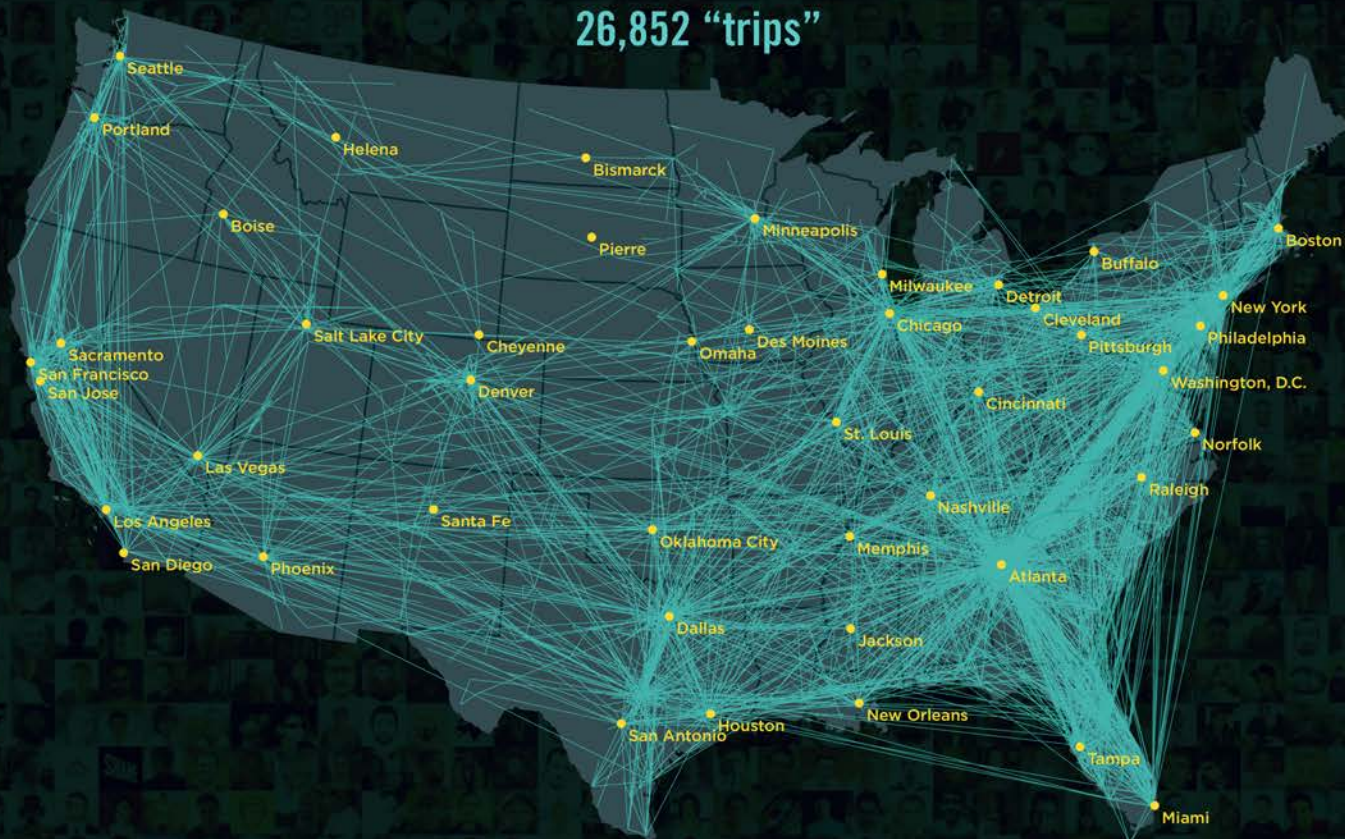 26,852 “trips”
Seattle
Portland
Helena
Bismarck
Boise
Pierre
Minneapolis
Buffalo
Boston
Milwaukee
Detroit
New York
Cleveland
Chicago
Salt Lake City
Cheyenne
Omaha
Des Moines
Pittsburgh
Philadelphia
Sacramento
San Francisco
San Jose
Denver
Washington, D.C.
Cincinnati
St. Louis
Norfolk
Las Vegas
Raleigh
Nashville
Los Angeles
Santa Fe
Oklahoma City
Memphis
San Diego
Phoenix
Atlanta
Dallas
Jackson
New Orleans
Houston
San Antonio
Tampa
Miami